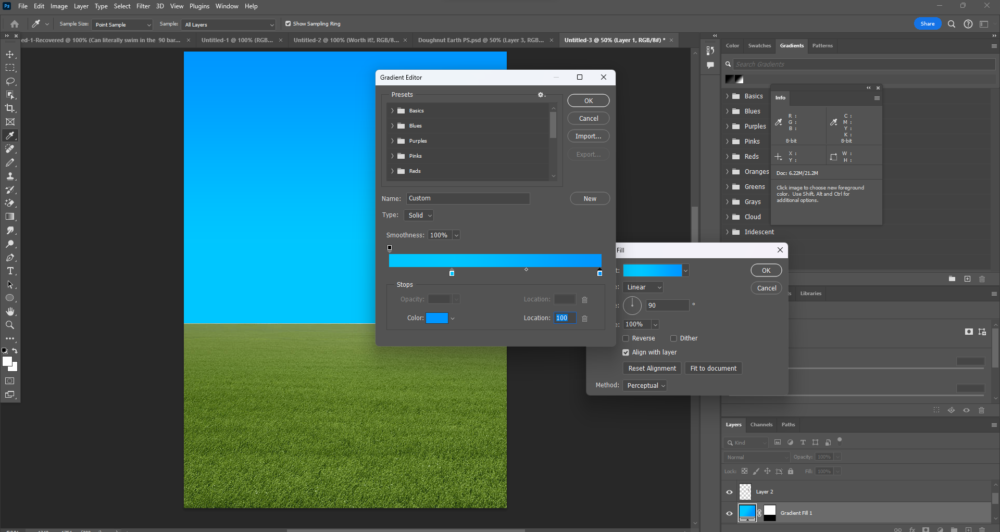 Ps File Edit Image Layer Type Select Filter 3D View Plugins Window Help
Sample Size: Point Sample Sample: All Layers Show Sampling Ring Share
ed-1-Recovered @ 100% (Can literally swim in the 90 bar... × Untitled-1 @ 100% (RGB... × Untitled-2 @ 100% (Worth it?, RGB/8... × Doughnut Earth PS.psd @ 50% (Layer 3, RGB... × Untitled-3 @ 50% (Layer 1, RGB/8#) * ×
Color Swatches Gradients Patterns
Search Gradients
Gradient Editor
Presets
Basics
Blues
Purples
Pinks
Reds
OK
Cancel
Import...
Export...
Name: Custom
New
Type: Solid
Smoothness: 100%
Stops
Opacity: Location:
Color: Location: 100
Basics
Blues
Purples
Pinks
Reds
Oranges
Greens
Grays
Cloud
Iridescent
Info
R :
G :
B :
8-bit
C :
M :
Y :
K :
8-bit
X :
Y :
W :
H :
Doc: 6.22M/21.2M
Click image to choose new foreground
color. Use Shift, Alt and Ctrl for
additional options.
Fill
t:
OK
e: Linear
Cancel
e: 90 °
e: 100%
Reverse Dither
Align with layer
Reset Alignment Fit to document
Method: Perceptual
ts Libraries
Layers Channels Paths
Kind
Normal Opacity: 100%
Lock: Fill: 100%
Layer 2
Gradient Fill 1
fx